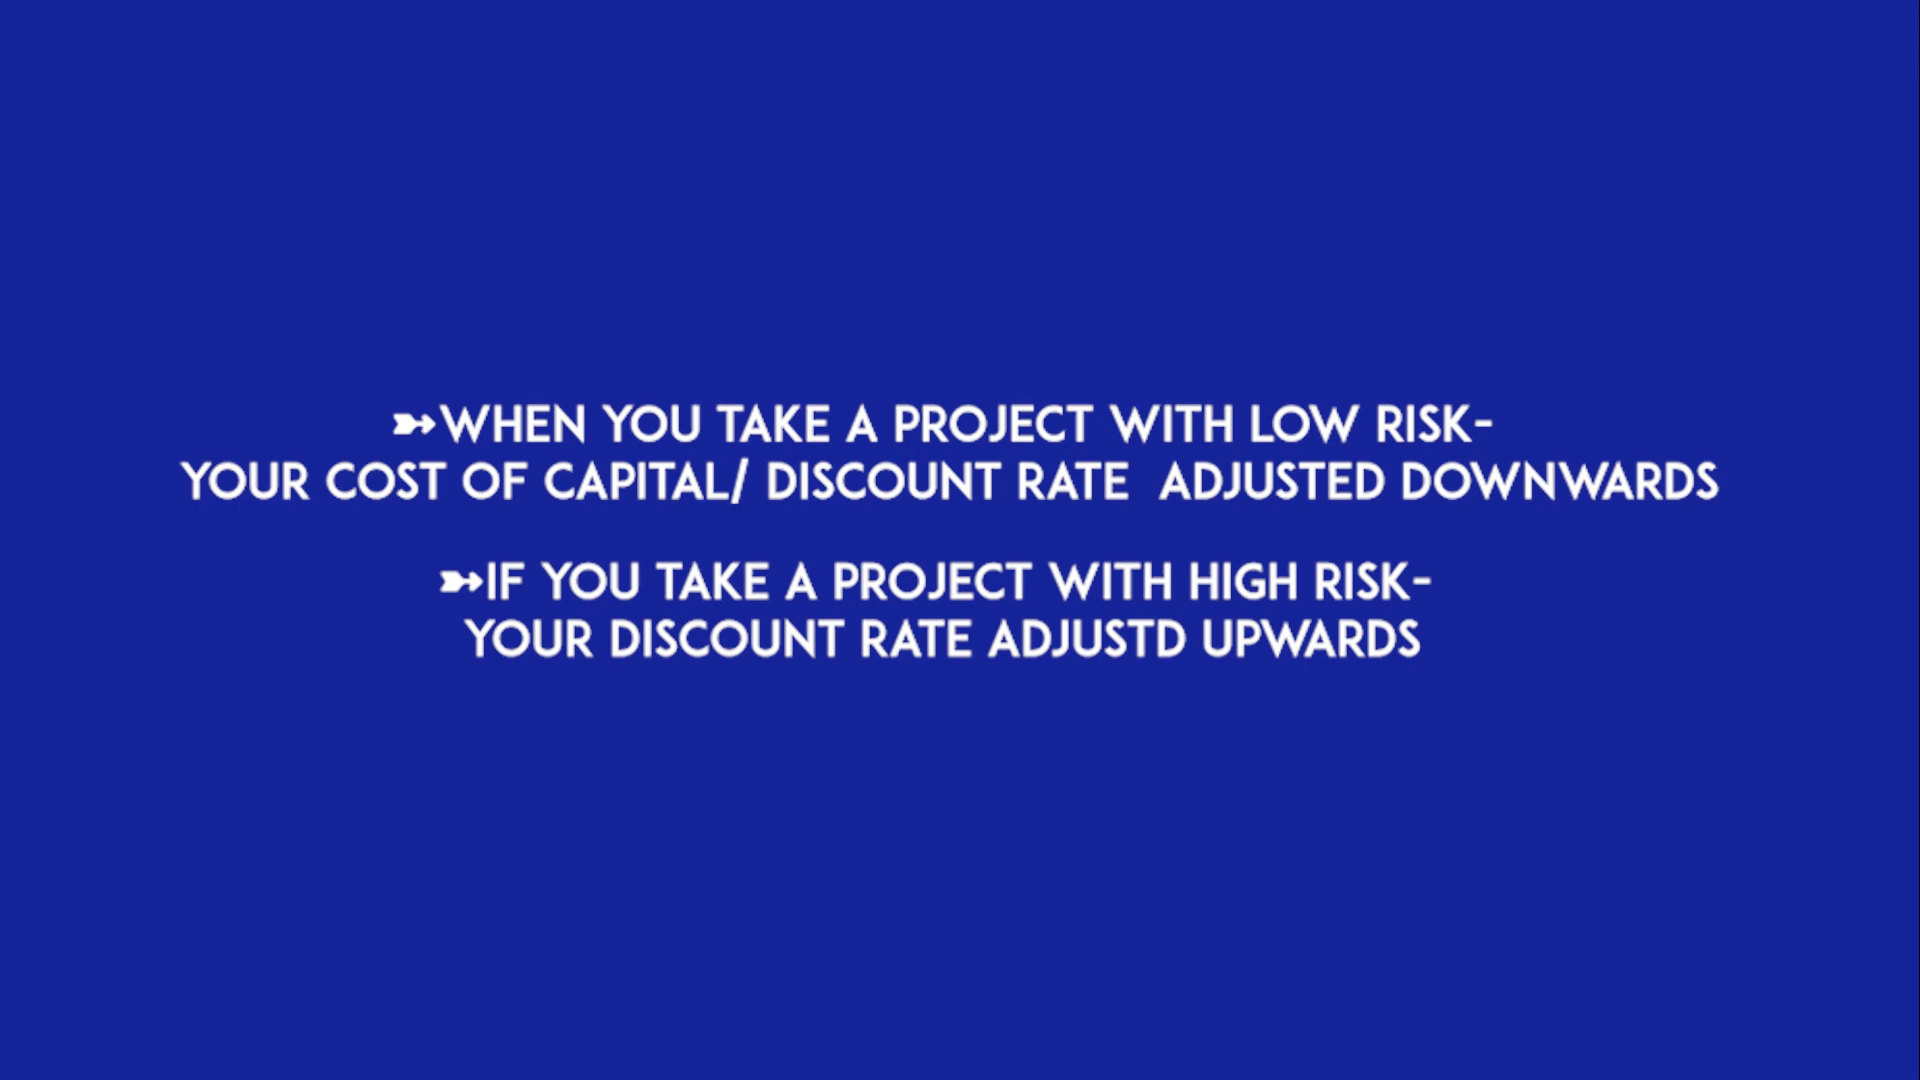 ➳WHEN YOU TAKE A PROJECT WITH LOW RISK-
YOUR COST OF CAPITAL/ DISCOUNT RATE  ADJUSTED DOWNWARDS
➳IF YOU TAKE A PROJECT WITH HIGH RISK-
YOUR DISCOUNT RATE ADJUSTD UPWARDS